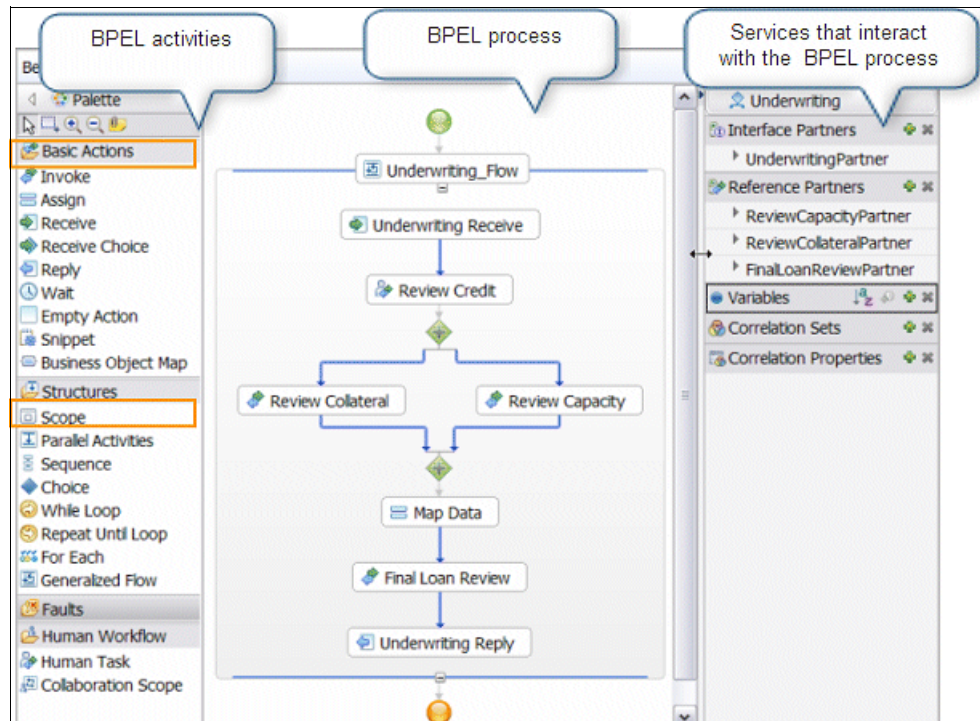 BPEL activities
BPEL process
Services that interact
with the BPEL process
Be
Palette
Basic Actions
Invoke
Assign
Receive
Receive Choice
Reply
Wait
Empty Action
Snippet
Business Object Map
Structures
Scope
Parallel Activities
Sequence
Choice
While Loop
Repeat Until Loop
For Each
Generalized Flow
Faults
Human Workflow
Human Task
Collaboration Scope
Underwriting_Flow
Underwriting Receive
Review Credit
Review Collateral
Review Capacity
Map Data
Final Loan Review
Underwriting Reply
Underwriting
Interface Partners
UnderwritingPartner
Reference Partners
ReviewCapacityPartner
ReviewCollateralPartner
FinalLoanReviewPartner
Variables
Correlation Sets
Correlation Properties